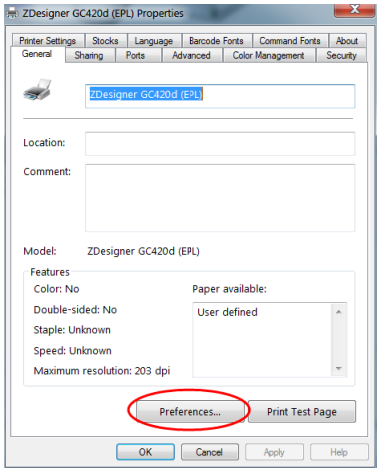 ZDesigner GC420d (EPL) Properties
Printer Settings Stocks Language Barcode Fonts Command Fonts About
General Sharing Ports Advanced Color Management Security
ZDesigner GC420d (EPL)
Location:
Comment:
Model: ZDesigner GC420d (EPL)
Features
Color: No Paper available:
Double-sided: No User defined
Staple: Unknown
Speed: Unknown
Maximum resolution: 203 dpi
Preferences... Print Test Page
OK Cancel Apply Help